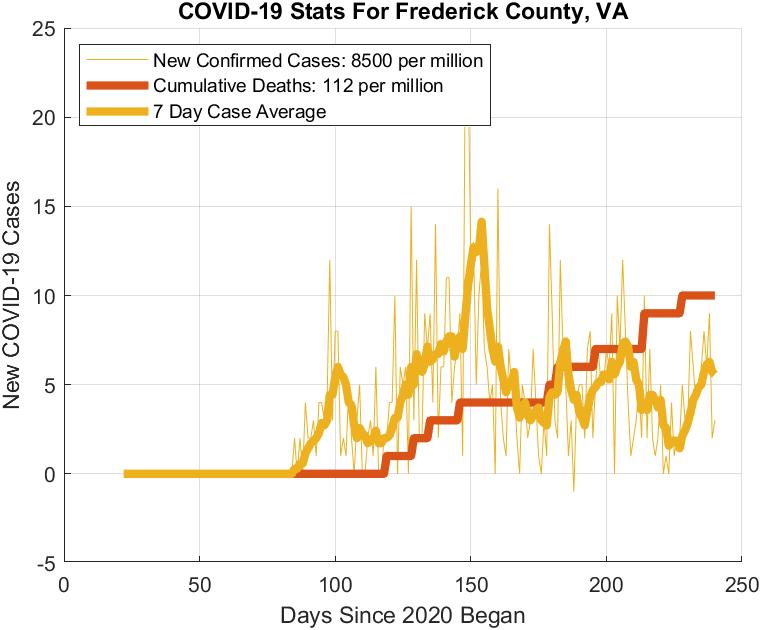 COVID-19 Stats For Frederick County, VA
New Confirmed Cases: 8500 per million
Cumulative Deaths: 112 per million
7 Day Case Average
New COVID-19 Cases
25
20
15
10
5
0
-5
0 50 100 150 200 250
Days Since 2020 Began